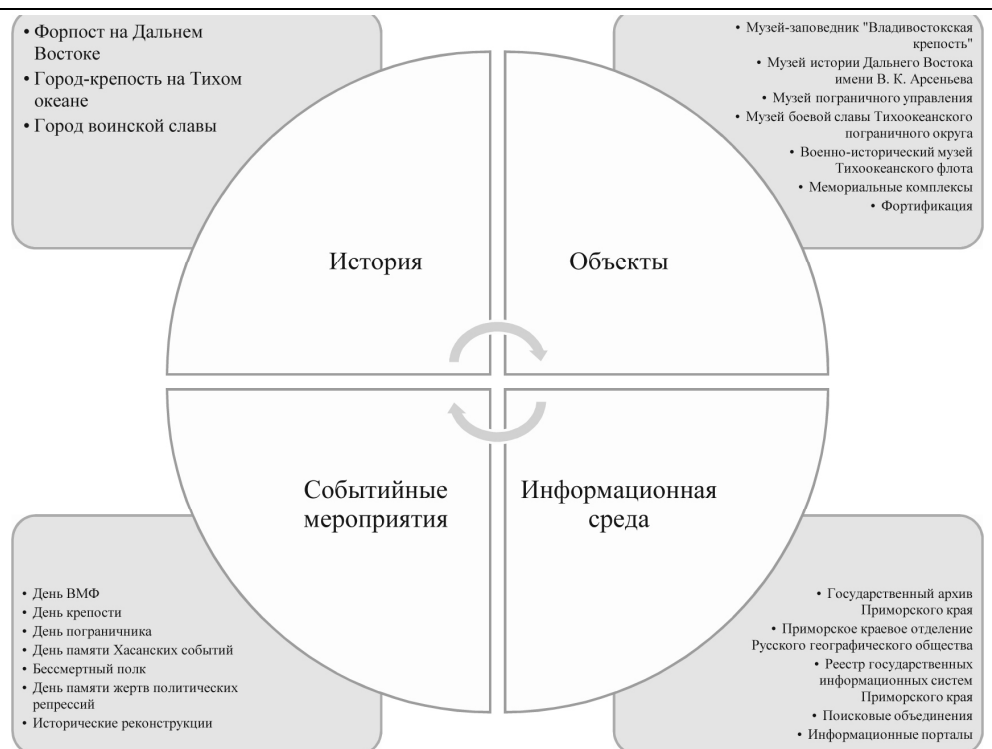 • Форпост на Дальнем
Востоке
• Город-крепость на Тихом
океане
• Город воинской славы
• Музей-заповедник "Владивостокская
крепость"
• Музей истории Дальнего Востока
имени В. К. Арсеньева
• Музей пограничного управления
• Музей боевой славы Тихоокеанского
пограничного округа
• Военно-исторический музей
Тихоокеанского флота
• Мемориальные комплексы
• Фортификация
История
Объекты
Событийные
мероприятия
Информационная
среда
• День ВМФ
• День крепости
• День пограничника
• День памяти Хасанских событий
• Бессмертный полк
• День памяти жертв политических
репрессий
• Исторические реконструкции
• Государственный архив
Приморского края
• Приморское краевое отделение
Русского географического общества
• Реестр государственных
информационных систем
Приморского края
• Поисковые объединения
• Информационные порталы